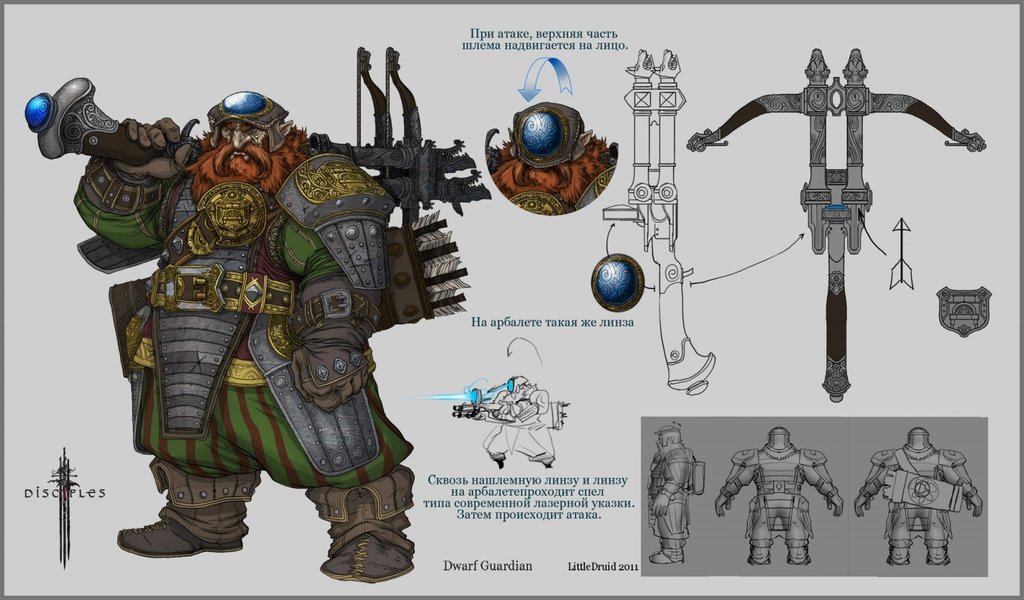 При атаке, верхняя часть
шлема надвигается на лицо.
На арбалете такая же линза
Сквозь нашлемную линзу и линзу
на арбалетепроходит спел
типа современной лазерной указки.
Затем происходит атака.
DISCIPLES
Dwarf Guardian
LittleDruid 2011